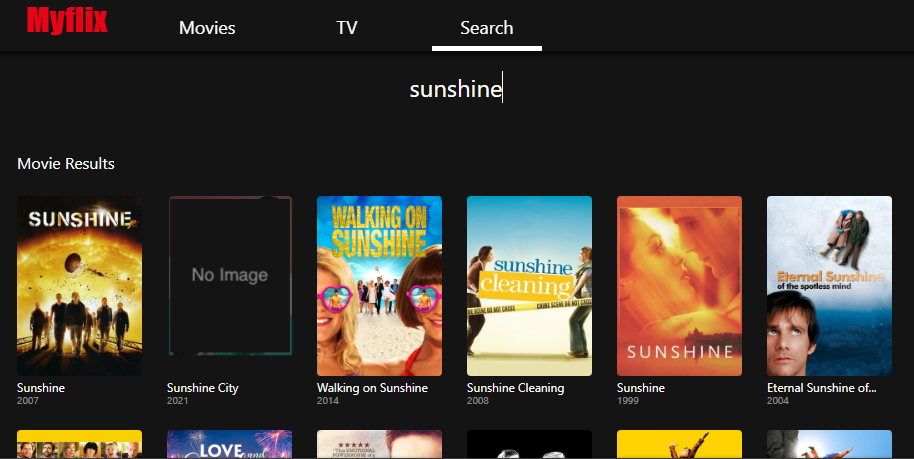 Myflix
Movies
TV
Search
sunshine
Movie Results
SUNSHINE
No Image
WALKING ON
SUNSHINE
sunshine
cleaning
CRIME SCENE DO NOT CROSS
SUNSHINE
Eternal Sunshine
of the spotless mind
Sunshine
2007
Sunshine City
2021
Walking on Sunshine
2014
Sunshine Cleaning
2008
Sunshine
1999
Eternal Sunshine of...
2004
LOVE